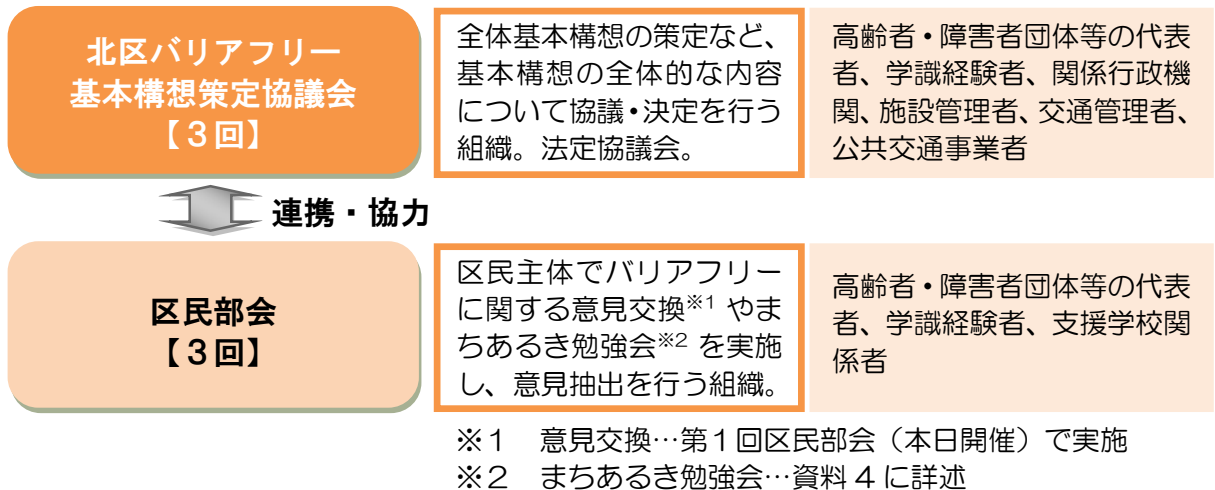 北区バリアフリー
基本構想策定協議会
【３回】
全体基本構想の策定など、
基本構想の全体的な内容
について協議・決定を行う
組織。法定協議会。
高齢者・障害者団体等の代表
者、学識経験者、関係行政機
関、施設管理者、交通管理者、
公共交通事業者
連携・協力
区民部会
【３回】
区民主体でバリアフリー
に関する意見交換※1 やま
ちあるき勉強会※2 を実施
し、意見抽出を行う組織。
高齢者・障害者団体等の代表
者、学識経験者、支援学校関
係者
※１　意見交換…第１回区民部会（本日開催）で実施
※２　まちあるき勉強会…資料４に詳述